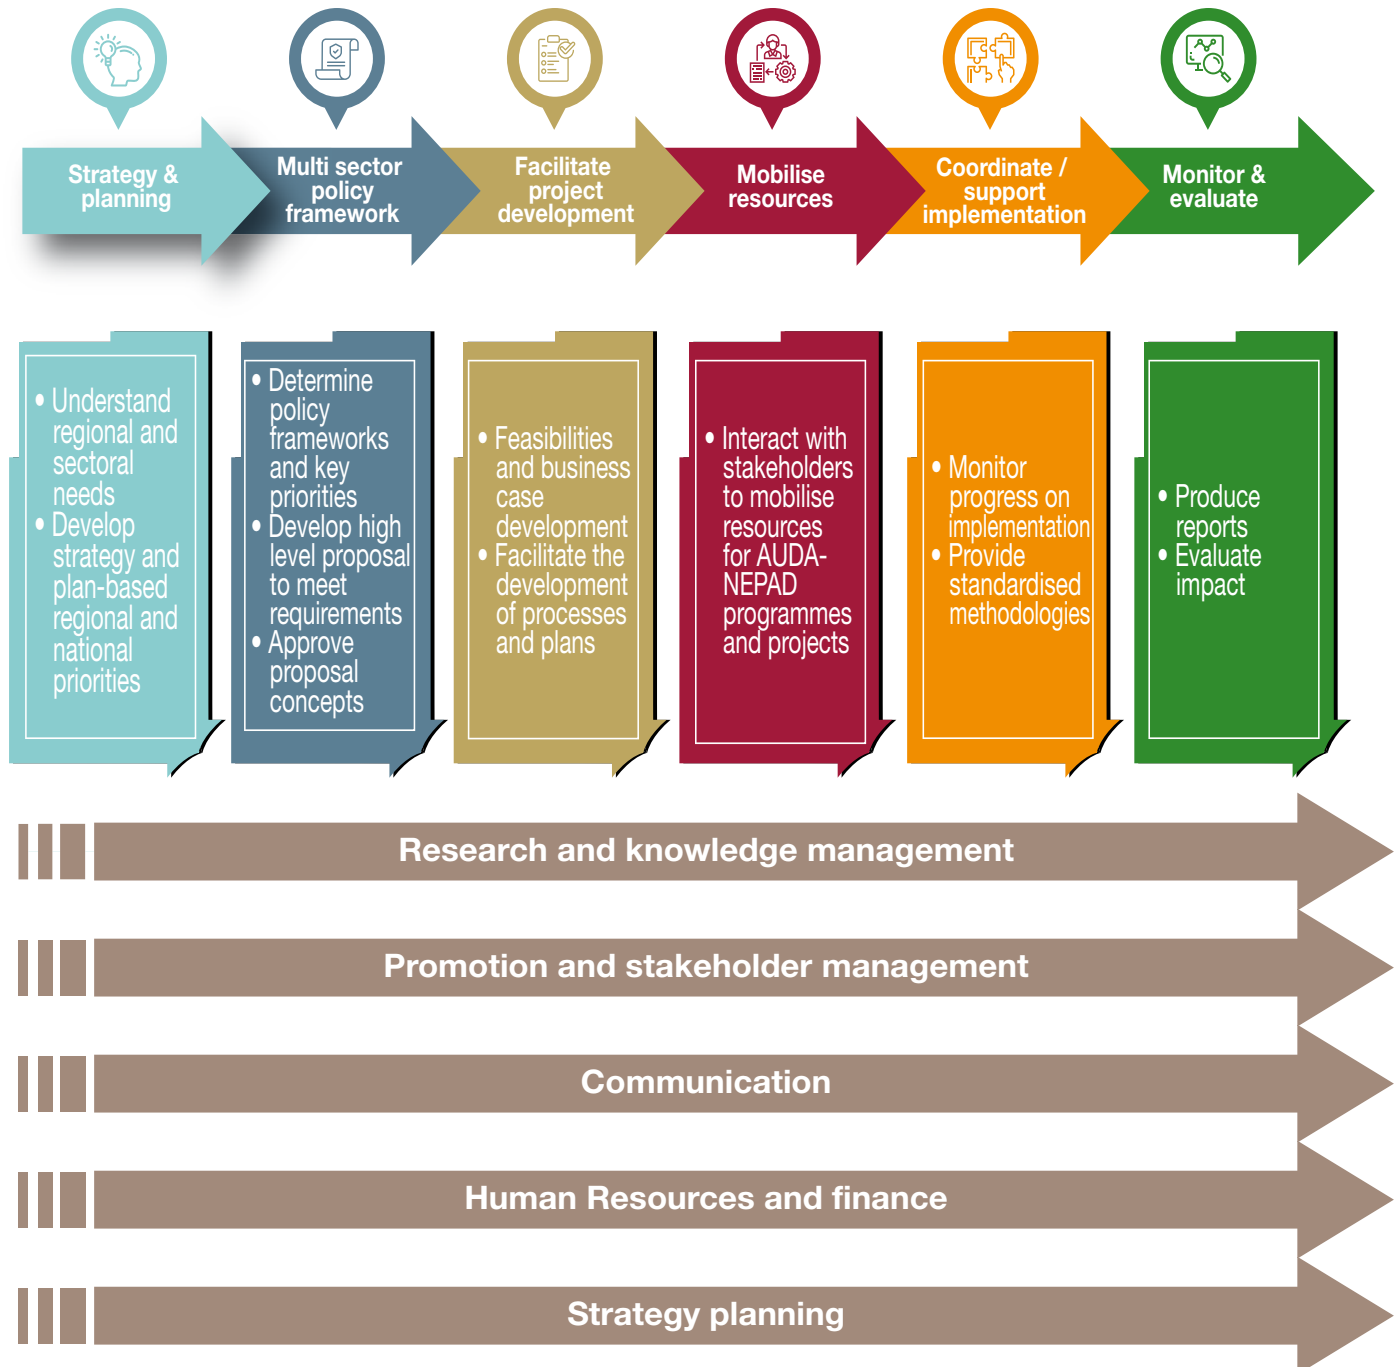 Strategy &
planning
Multi sector
policy
framework
Facilitate
project
development
Mobilise
resources
Coordinate /
support
implementation
Monitor &
evaluate
• Understand
regional and
sectoral
needs
• Develop
strategy and
plan-based
regional and
national
priorities
• Determine
policy
frameworks
and key
priorities
• Develop high
level proposal
to meet
requirements
• Approve
proposal
concepts
• Feasibilities
and business
case
development
• Facilitate the
development
of processes
and plans
• Interact with
stakeholders
to mobilise
resources
for AUDA-
NEPAD
programmes
and projects
• Monitor
progress on
implementation
• Provide
standardised
methodologies
• Produce
reports
• Evaluate
impact
Research and knowledge management
Promotion and stakeholder management
Communication
Human Resources and finance
Strategy planning